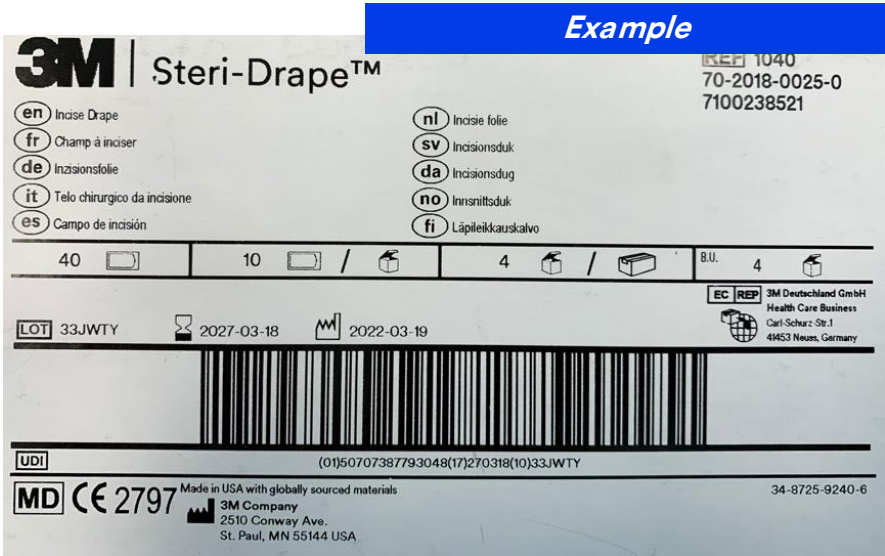 Example
3M | Steri-Drape™
REF 1040
70-2018-0025-0
7100238521
en Incise Drape
fr Champ à inciser
de Inzisionsfolie
it Telo chirurgico da incisione
es Campo de incisión
nl Incisie folie
sv Incisionsduk
da Incisionsdug
no Innsnittsduk
fi Läpileikkauskalvo
40
10 /
4 /
B.U. 4
EC REP 3M Deutschland GmbH
Health Care Business
Carl-Schurz-Str.1
41453 Neuss, Germany
LOT 33JWTY 2027-03-18 2022-03-19
UDI (01)50707387793048(17)270318(10)33JWTY
MD CE 2797 Made in USA with globally sourced materials
3M Company
2510 Conway Ave.
St. Paul, MN 55144 USA
34-8725-9240-6